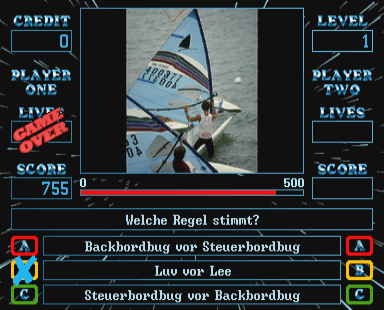 CREDIT
0
LEVEL
1
PLAYER
ONE
PLAYER
TWO
LIVES
GAME
OVER
LIVES
SCORE
755
SCORE
0
500
Welche Regel stimmt?
A
Backbordbug vor Steuerbordbug
A
Luv vor Lee
B
C
Steuerbordbug vor Backbordbug
C